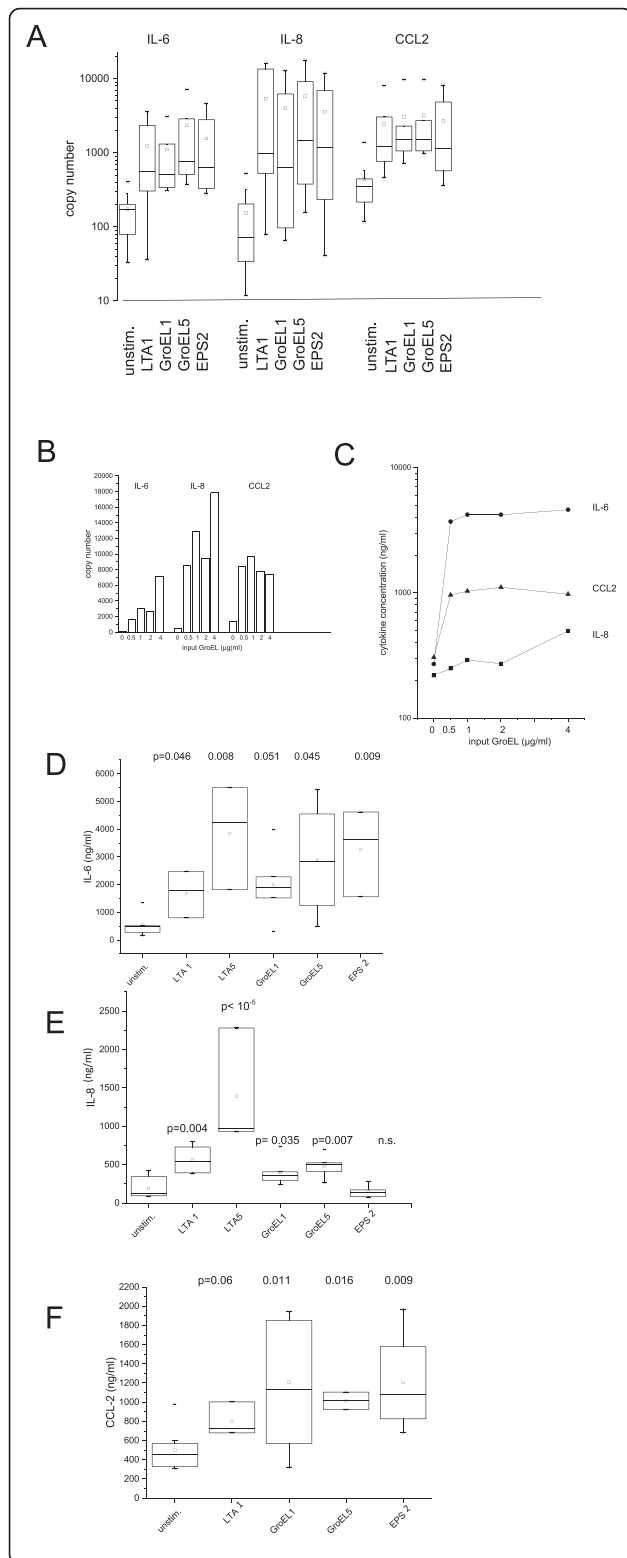 A
IL-6 IL-8 CCL2
copy number
10000
1000
100
10
unstim. LTA1 GroEL1 GroEL5 EPS2 unstim. LTA1 GroEL1 GroEL5 EPS2 unstim. LTA1 GroEL1 GroEL5 EPS2
B
IL-6 IL-8 CCL2
copy number
20000
18000
16000
14000
12000
10000
8000
6000
4000
2000
0
0 0.5 1 2 4 0 0.5 1 2 4 0 0.5 1 2 4
input GroEL (µg|ml)
C
cytokine concentration (ng/ml)
10000
1000
100
IL-6
CCL2
IL-8
0 0.5 1 2 4
input GroEL (µg/ml)
D
p=0.046 0.008 0.051 0.045 0.009
IL-6 (ng/ml)
6000
5000
4000
3000
2000
1000
0
unstim. LTA 1 LTA5 GroEL1 GroEL5 EPS 2
E
p< 10⁻⁵
IL-8 (ng/ml)
2500
2000
1500
1000
500
0
p=0.004 p= 0.035 p=0.007 n.s.
unstim. LTA 1 LTA5 GroEL1 GroEL5 EPS 2
F
p=0.06 0.011 0.016 0.009
CCL-2 (ng/ml)
2200
2000
1800
1600
1400
1200
1000
800
600
400
200
0
unstim. LTA 1 GroEL1 GroEL5 EPS 2